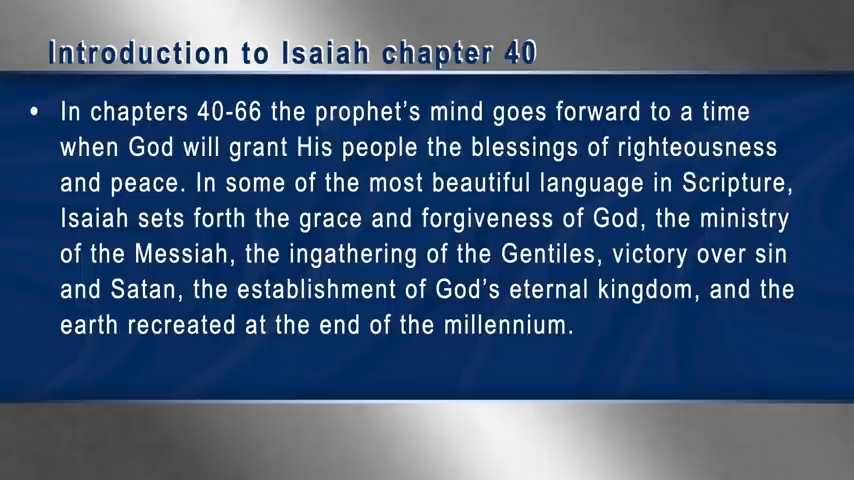 Introduction to Isaiah chapter 40
• In chapters 40-66 the prophet’s mind goes forward to a time
when God will grant His people the blessings of righteousness
and peace. In some of the most beautiful language in Scripture,
Isaiah sets forth the grace and forgiveness of God, the ministry
of the Messiah, the ingathering of the Gentiles, victory over sin
and Satan, the establishment of God’s eternal kingdom, and the
earth recreated at the end of the millennium.